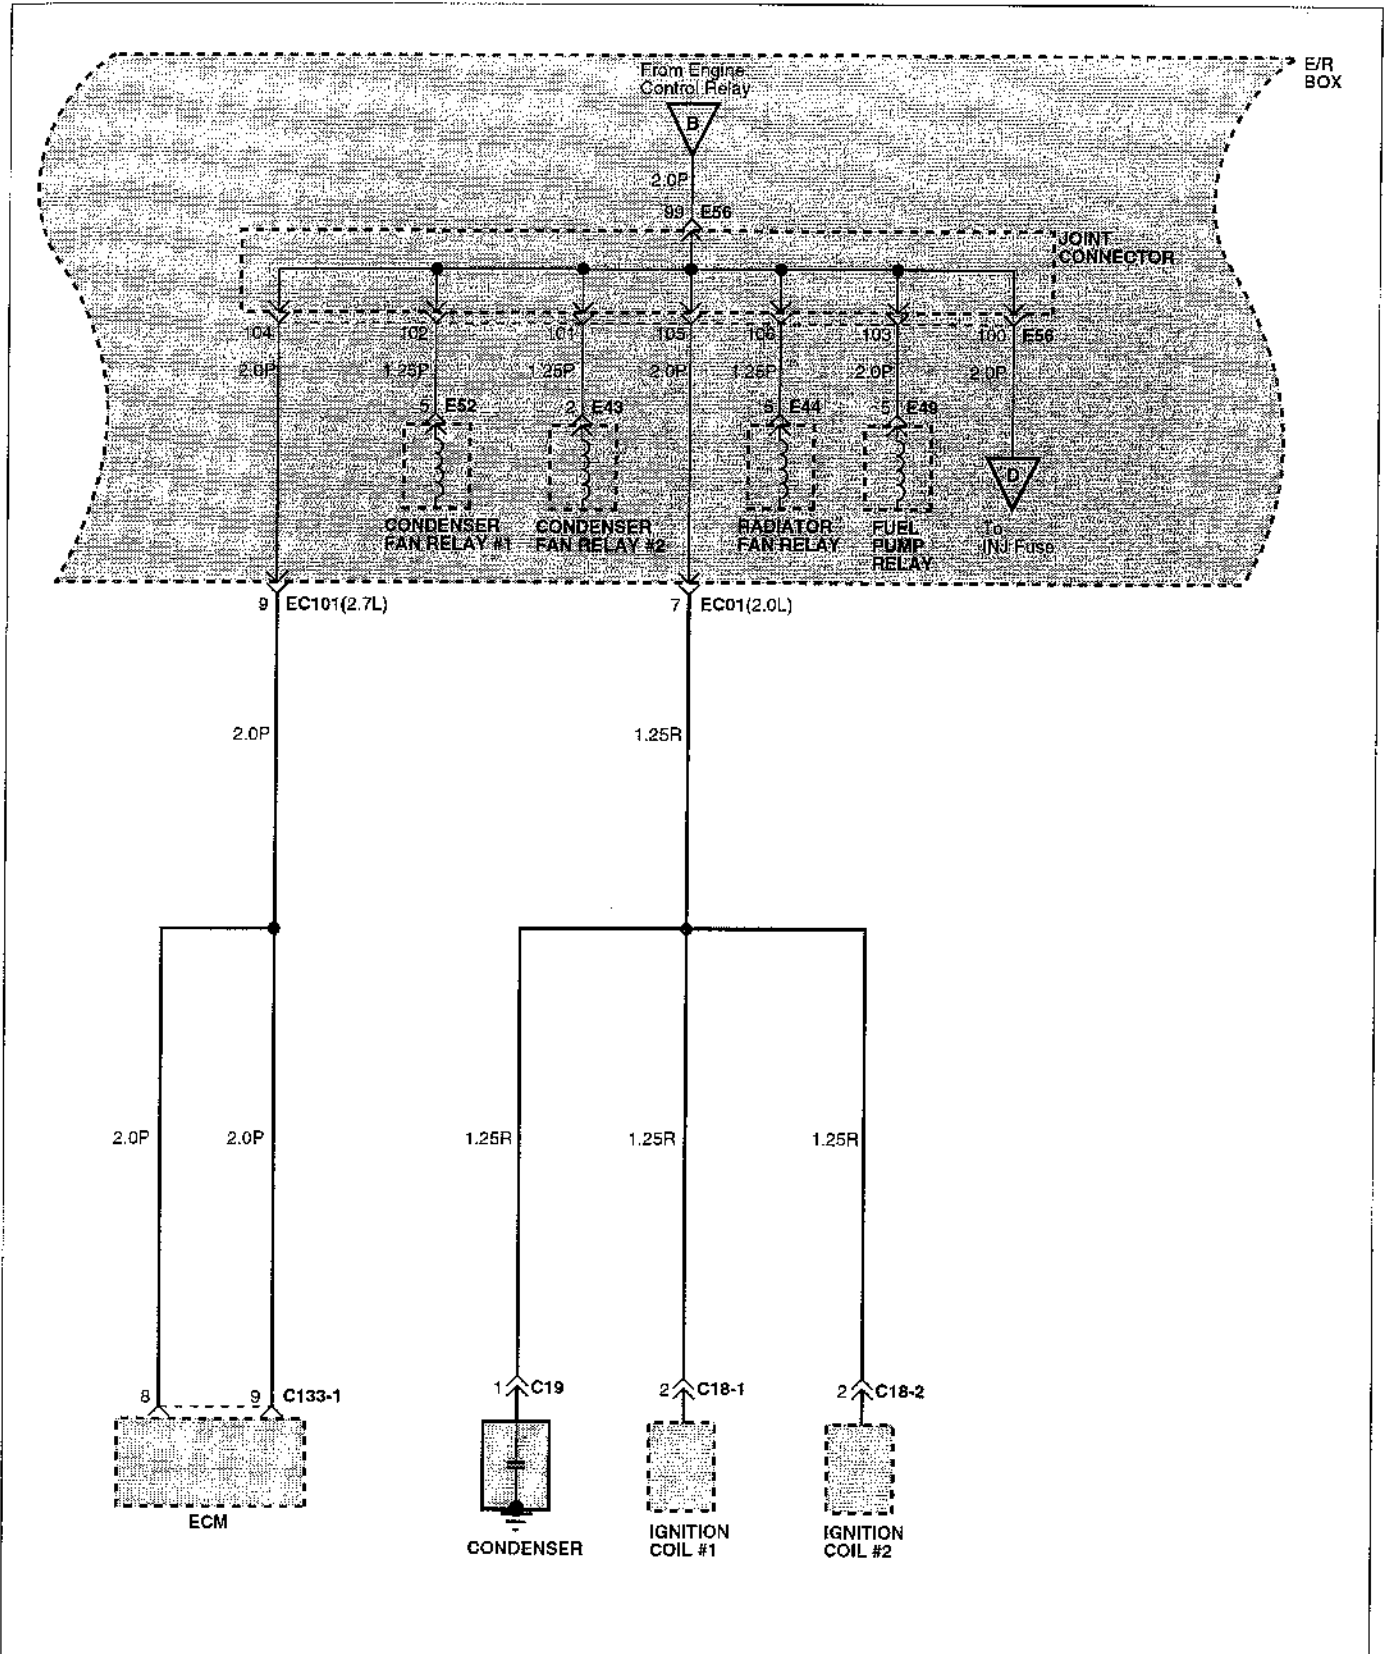 E/R
BOX
From Engine
Control Relay
B
2.0P
99 E56
JOINT
CONNECTOR
104 102 101 105 106 103 100 E56
2.0P 1.25P 1.25P 2.0P 1.25P 2.0P 2.0P
5 E52 2 E43 5 E44 5 E49
D
CONDENSER
FAN RELAY #1
CONDENSER
FAN RELAY #2
RADIATOR
FAN RELAY
FUEL
PUMP
RELAY
To
INJ Fuse
9 EC101(2.7L) 7 EC01(2.0L)
2.0P 1.25R
2.0P 2.0P 1.25R 1.25R 1.25R
8 9 C133-1 1 C19 2 C18-1 2 C18-2
ECM
CONDENSER
IGNITION
COIL #1
IGNITION
COIL #2